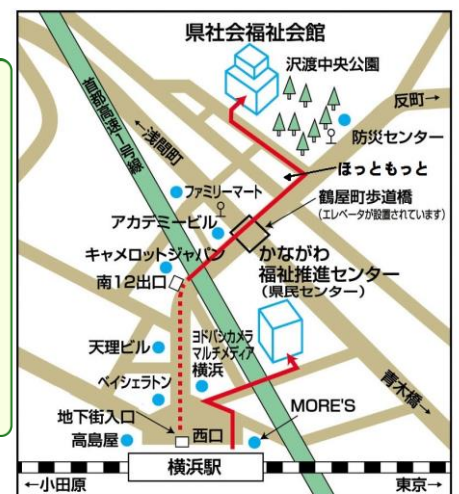 県社会福祉会館
沢渡中央公園
反町→
首都高速1号線
←浅間町
防災センター
ほっともっと
ファミリーマート
鶴屋町歩道橋
(エレベータが設置されています)
アカデミービル
キャメロットジャパン
南12出口
かながわ
福祉推進センター
(県民センター)
天理ビル
ヨドバシカメラ
マルチメディア
横浜
ベイシェラトン
青木橋→
地下街入口
MORE'S
高島屋
西口
横浜駅
←小田原
東京→